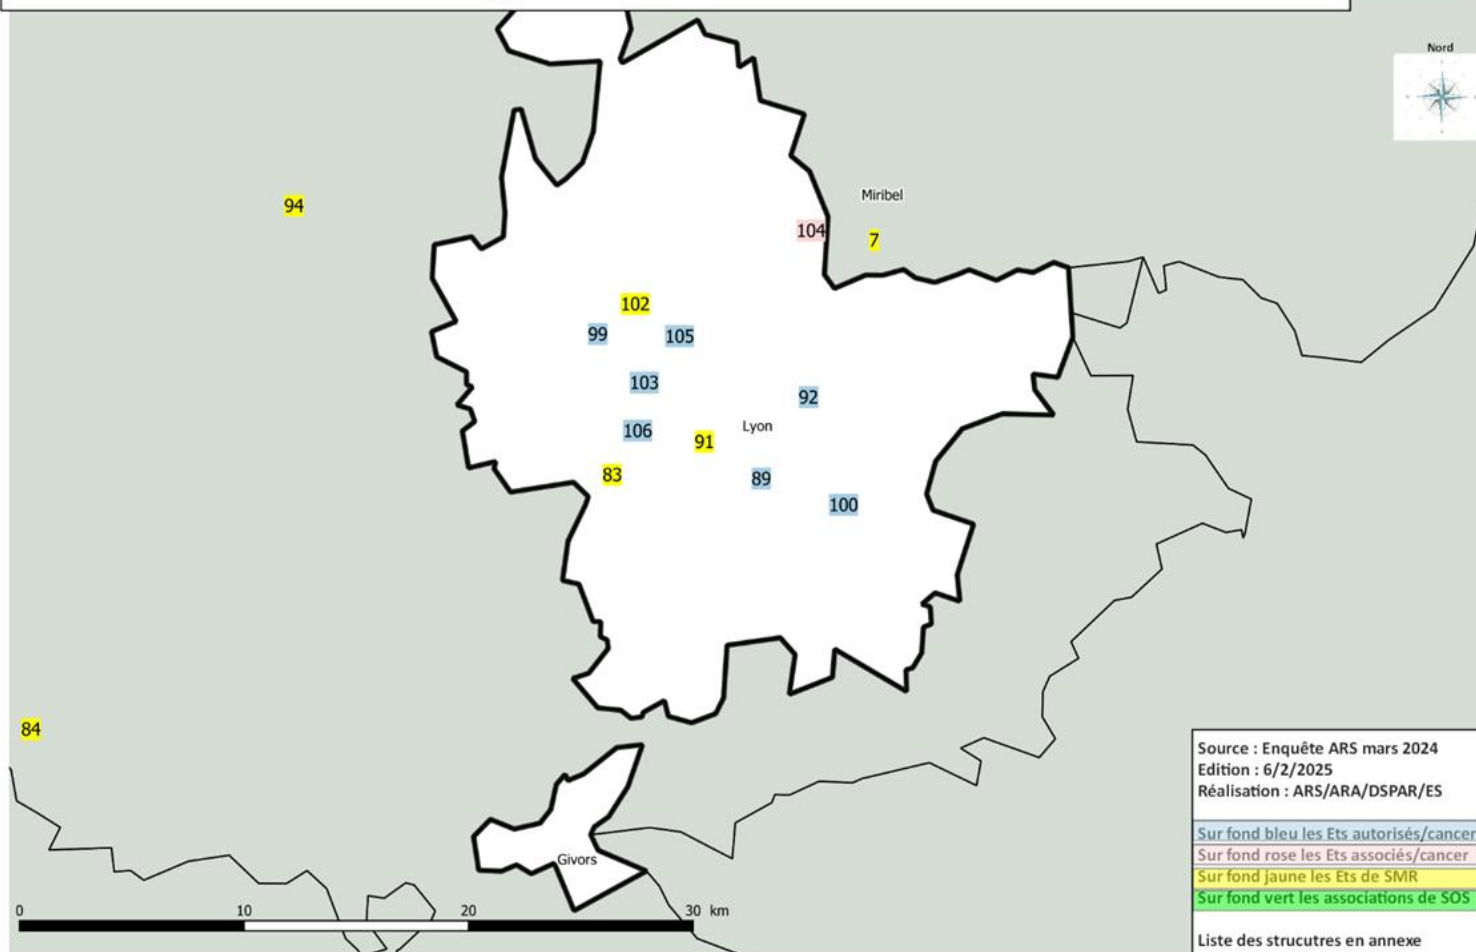 Nord
Miribel
94
104
7
102
99
105
103
92
106
Lyon
91
83
89
100
84
Source : Enquête ARS mars 2024
Edition : 6/2/2025
Réalisation : ARS/ARA/DSPAR/ES
Sur fond bleu les Ets autorisés/cancer
Sur fond rose les Ets associés/cancer
Sur fond jaune les Ets de SMR
Sur fond vert les associations de SOS
Liste des strucutres en annexe
Givors
0 10 20 30 km